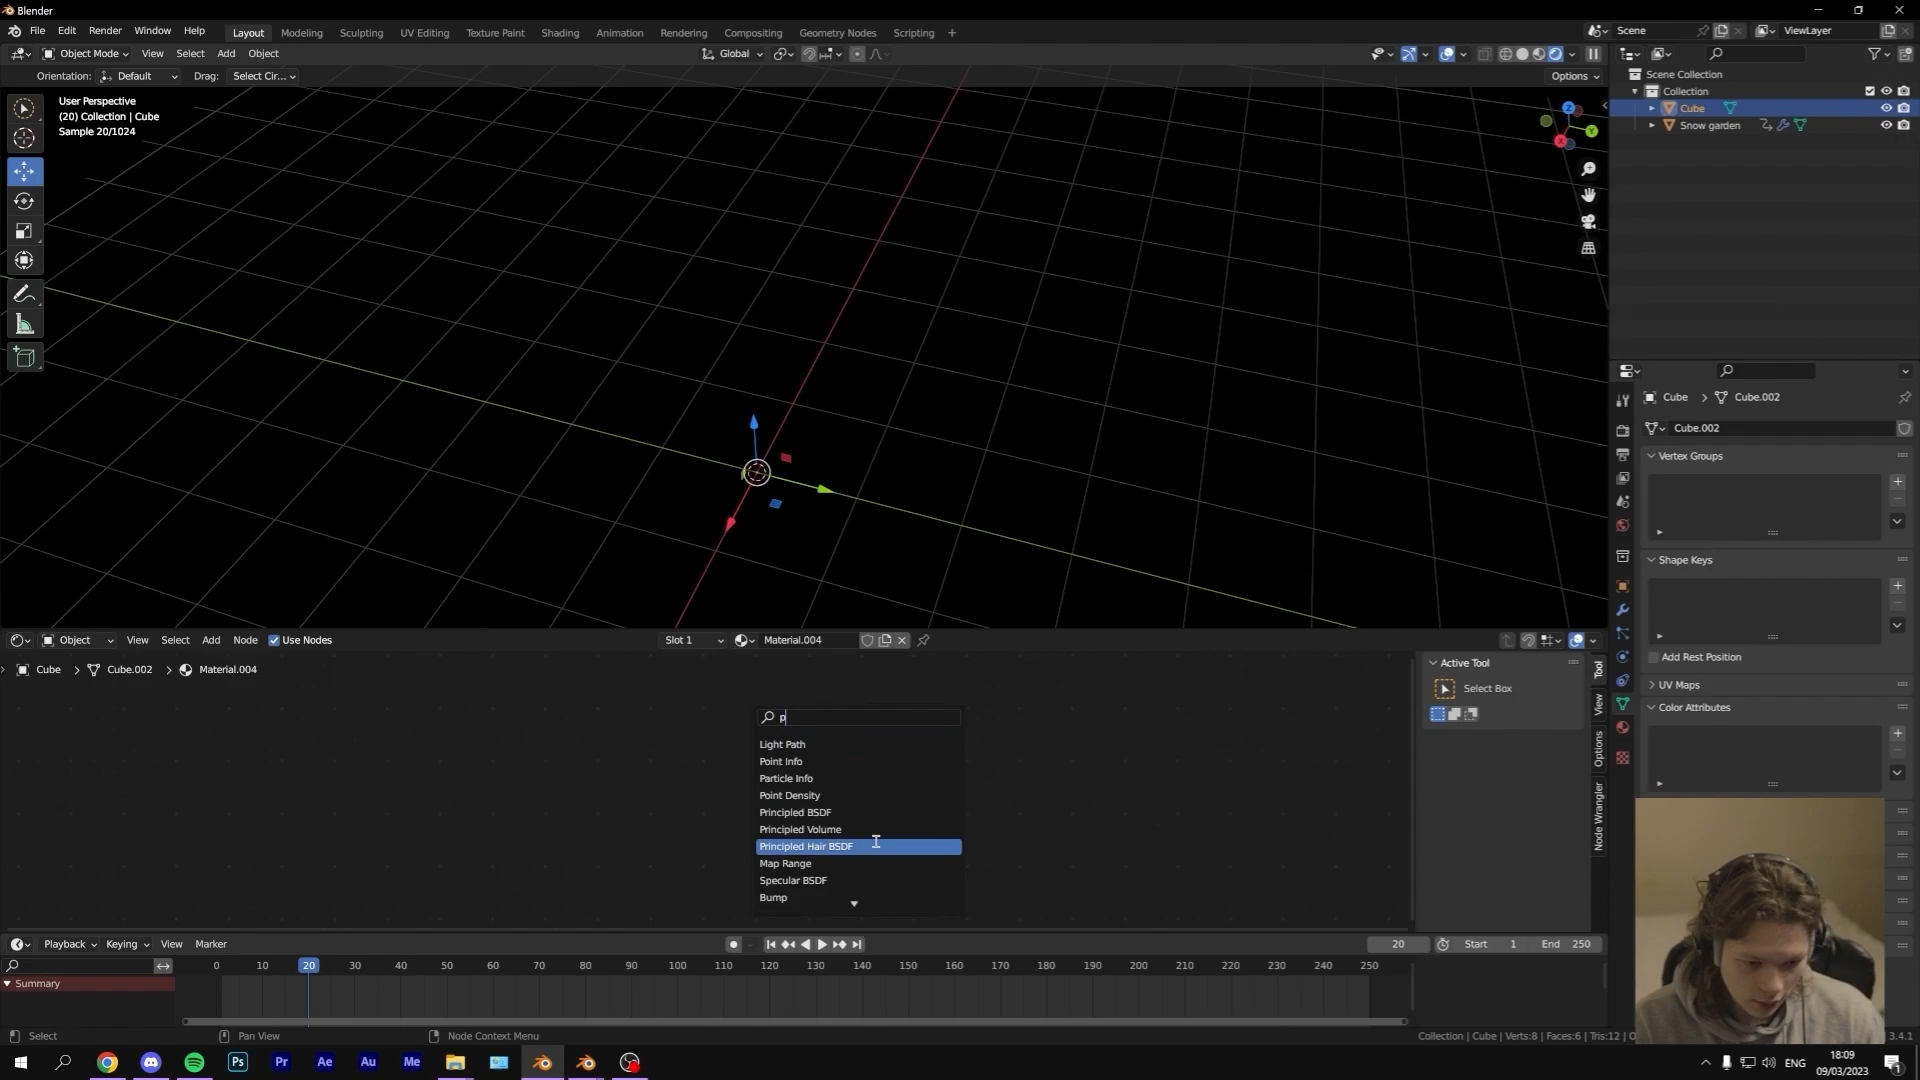 Blender
File Edit Render Window Help
Layout Modeling Sculpting UV Editing Texture Paint Shading Animation Rendering Compositing Geometry Nodes Scripting +
Scene
ViewLayer
Object Mode View Select Add Object
Global
Orientation: Default Drag: Select Cir...
Options
User Perspective
(20) Collection | Cube
Sample 20/1024
Z
Y
X
Scene Collection
Collection
Cube
Snow garden
Cube > Cube.002
Cube.002
Vertex Groups
Shape Keys
Add Rest Position
UV Maps
Color Attributes
Object View Select Add Node Use Nodes
Slot 1
Material.004
Cube > Cube.002 > Material.004
p
Light Path
Point Info
Particle Info
Point Density
Principled BSDF
Principled Volume
Principled Hair BSDF
Map Range
Specular BSDF
Bump
Active Tool
Select Box
Tool
View
Options
Node Wrangler
Playback Keying View Marker
20
Start 1
End 250
0 10 20 30 40 50 60 70 80 90 100 110 120 130 140 150 160 170 180 190 200 210 220 230 240 250
Summary
Select
Pan View
Node Context Menu
Collection | Cube | Verts:8 | Faces:6 | Tris:12 | O
3.4.1
Ps Pr Ae Au Me
ENG
18:09
09/03/2023
1